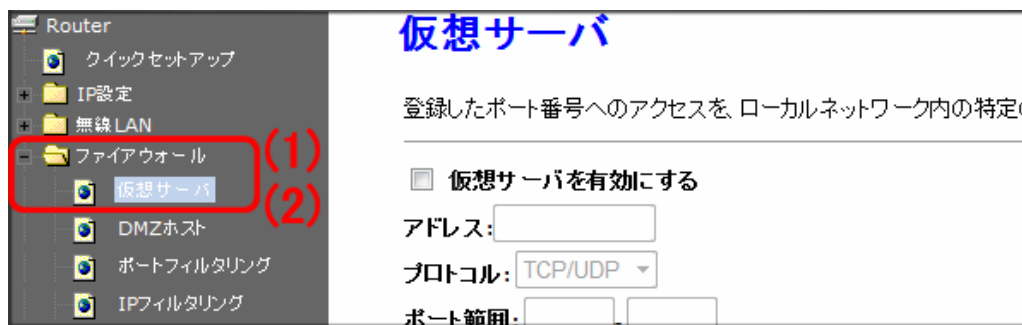 Router
クイックセットアップ
IP設定
無線LAN
ファイアウォール (1)
仮想サーバ (2)
DMZホスト
ポートフィルタリング
IPフィルタリング
仮想サーバ
登録したポート番号へのアクセスを、ローカルネットワーク内の特定の
仮想サーバを有効にする
アドレス:
プロトコル: TCP/UDP
ポート範囲: -